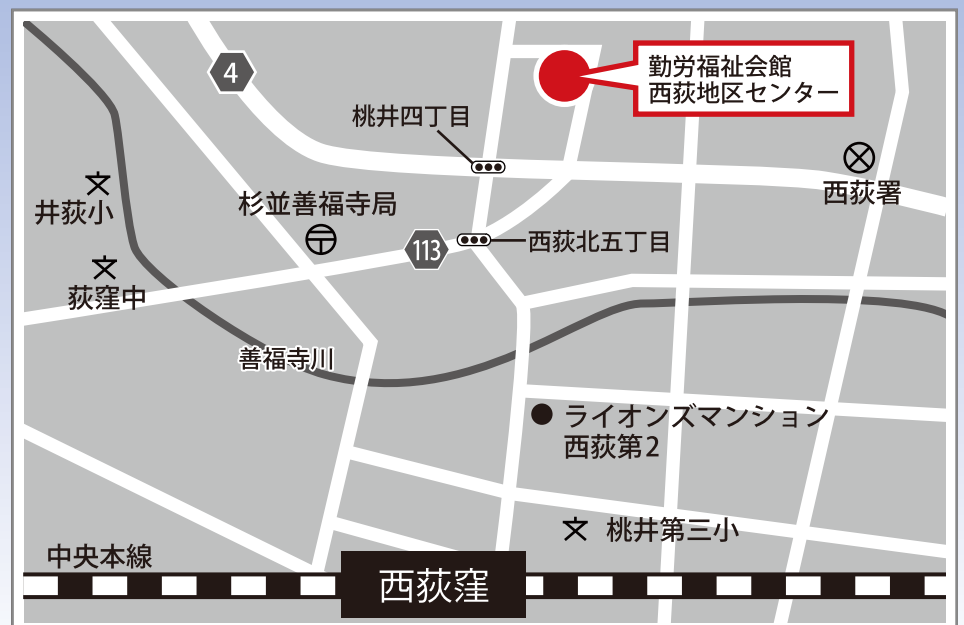 4
勤労福祉会館
西荻地区センター
桃井四丁目
西荻署
井荻小
杉並善福寺局
113
西荻北五丁目
荻窪中
善福寺川
ライオンズマンション
西荻第2
桃井第三小
中央本線
西荻窪